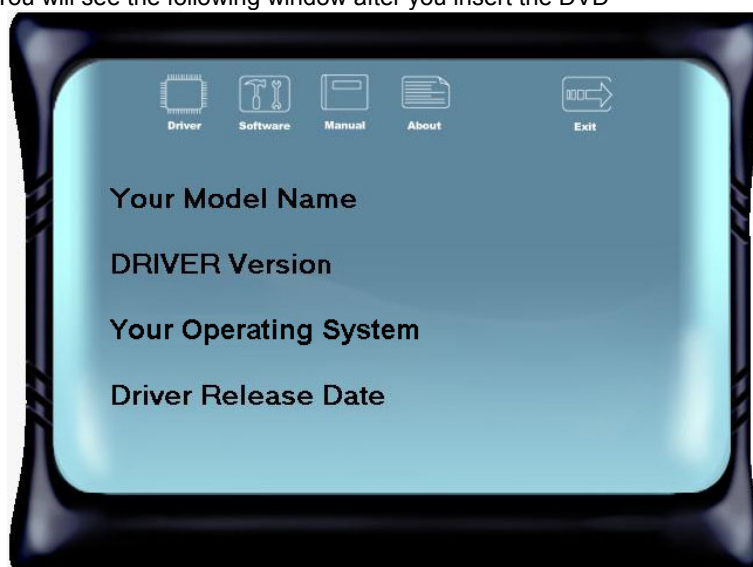 You will see the following window after you insert the DVD
Driver Software Manual About Exit
Your Model Name
DRIVER Version
Your Operating System
Driver Release Date